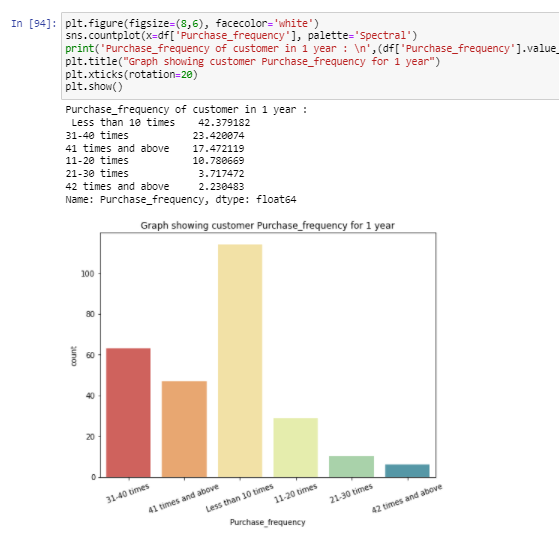 In [94]: plt.figure(figsize=(8,6), facecolor='white')
sns.countplot(x=df['Purchase_frequency'], palette='Spectral')
print('Purchase_frequency of customer in 1 year : \n',(df['Purchase_frequency'].value_
plt.title("Graph showing customer Purchase_frequency for 1 year")
plt.xticks(rotation=20)
plt.show()
Purchase_frequency of customer in 1 year :
Less than 10 times 42.379182
31-40 times 23.420074
41 times and above 17.472119
11-20 times 10.780669
21-30 times 3.717472
42 times and above 2.230483
Name: Purchase_frequency, dtype: float64
Graph showing customer Purchase_frequency for 1 year
100
80
60
40
20
0
count
31-40 times
41 times and above
Less than 10 times
11-20 times
21-30 times
42 times and above
Purchase_frequency